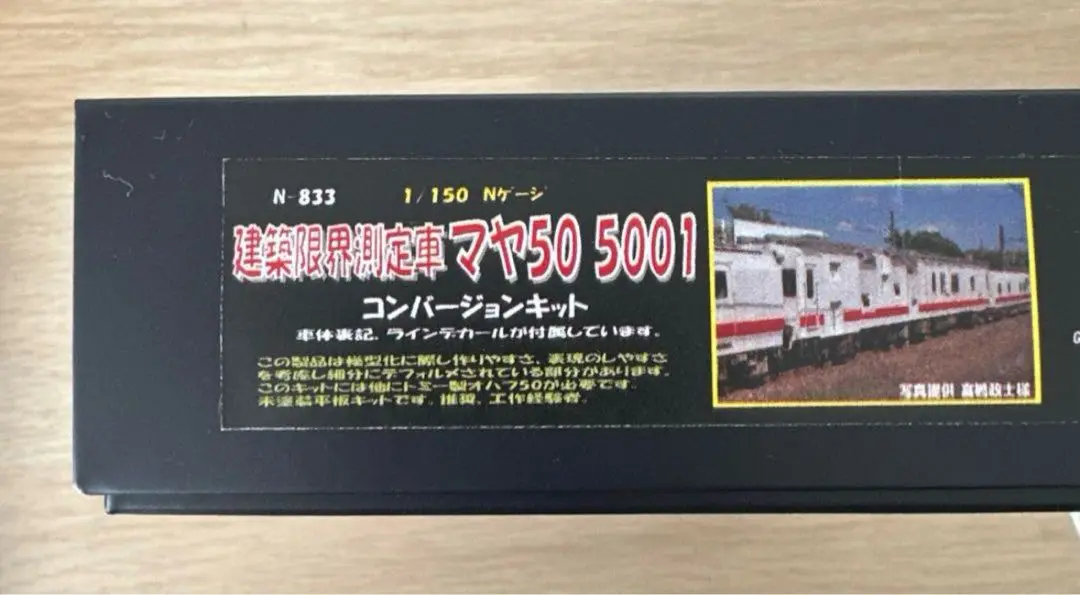 N-833 1/150 Nゲージ
建築限界測定車 マヤ50 5001
コンバージョンキット
車体表記、ラインデカールが付属しています。
この製品は模型化に際し作りやすさ、表現のしやすさ
を考慮し細分にデフォルメされている部分があります。
このキットには他にトミー製オハフ50が必要です。
未塗装平板キットです。推奨、工作経験者。
写真提供 高橋政士様
G